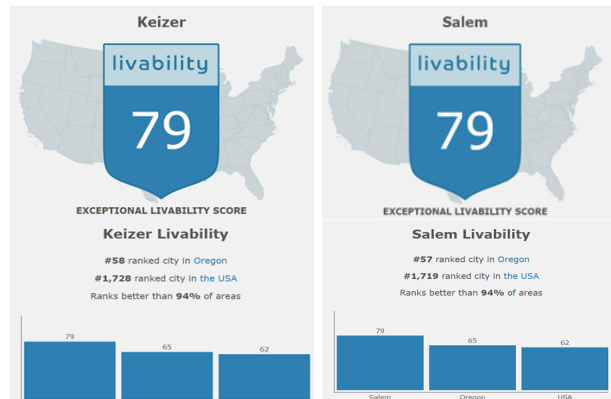 Keizer
livability
79
EXCEPTIONAL LIVABILITY SCORE
Keizer Livability
#58 ranked city in Oregon
#1,728 ranked city in the USA
Ranks better than 94% of areas
79
65
62
Salem
livability
79
EXCEPTIONAL LIVABILITY SCORE
Salem Livability
#57 ranked city in Oregon
#1,719 ranked city in the USA
Ranks better than 94% of areas
79
65
62
Salem Oregon USA